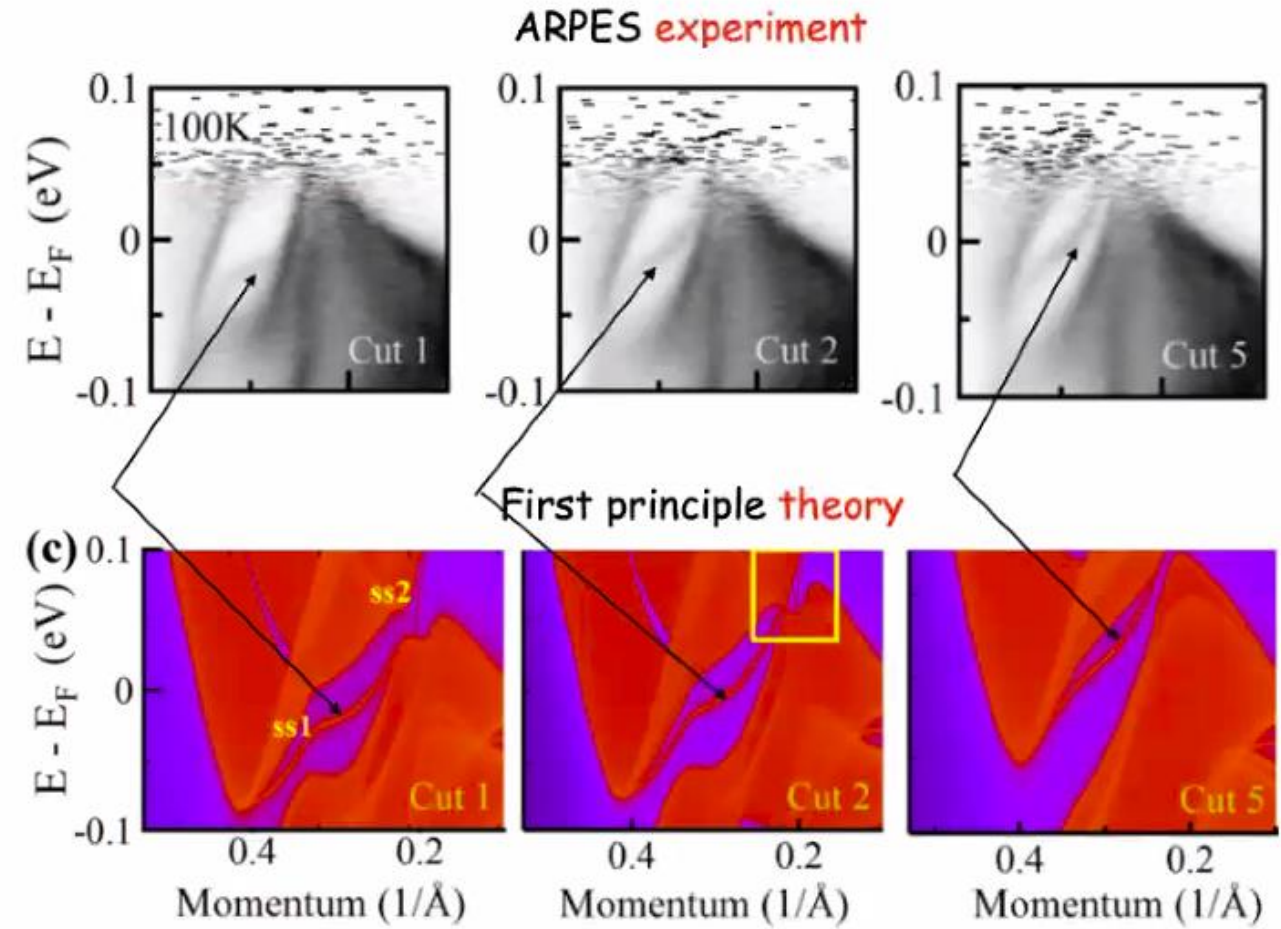 ARPES experiment
0.1
0.1
0.1
100K
E - E_F (eV)
0
0
0
Cut 1
Cut 2
Cut 5
-0.1
-0.1
-0.1
First principle theory
(c)
0.1
ss2
E - E_F (eV)
0
ss1
Cut 1
Cut 2
Cut 5
-0.1
0.4
0.2
0.4
0.2
0.4
0.2
Momentum (1/Å)
Momentum (1/Å)
Momentum (1/Å)